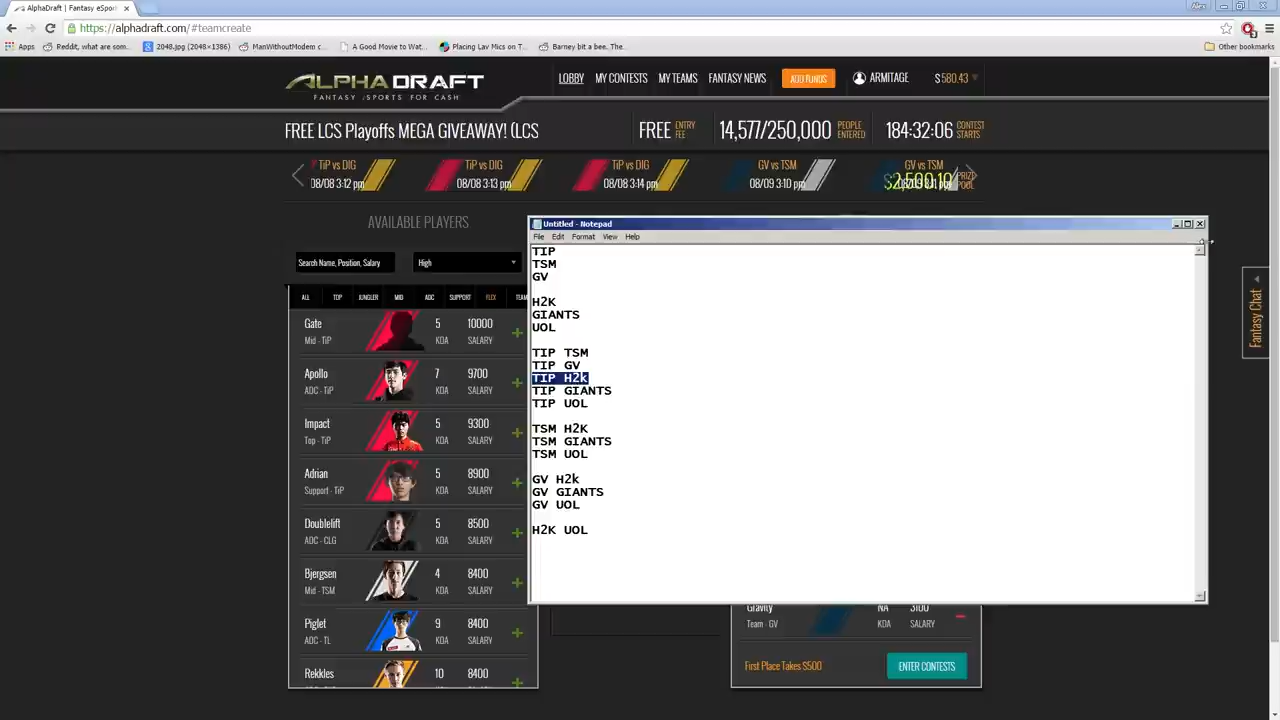 AlphaDraft | Fantasy eSport
Alex
https://alphadraft.com/#teamcreate
Apps
Reddit, what are som...
2048.jpg (2048×1386)
ManWithoutModem c...
A Good Movie to Wat...
Placing Lav Mics on T...
Barney bit a bee. The...
Other bookmarks
ALPHADRAFT
FANTASY eSPORTS FOR CASH
LOBBY
MY CONTESTS
MY TEAMS
FANTASY NEWS
ADD FUNDS
ARMITAGE
$580.43
FREE LCS Playoffs MEGA GIVEAWAY! (LCS
FREE ENTRY FEE
14,577/250,000 PEOPLE ENTERED
184:32:06 CONTEST STARTS
TiP vs DIG
08/08 3:12 pm
TiP vs DIG
08/08 3:13 pm
TiP vs DIG
08/08 3:14 pm
GV vs TSM
08/09 3:10 pm
GV vs TSM
$2,500.10 PRIZE POOL
AVAILABLE PLAYERS
Search Name, Position, Salary
High
ALL TOP JUNGLER MID ADC SUPPORT FLEX TEAM
Gate 5 10000
Mid - TiP KDA SALARY
Apollo 7 9700
ADC - TiP KDA SALARY
Impact 5 9300
Top - TiP KDA SALARY
Adrian 5 8900
Support - TiP KDA SALARY
Doublelift 5 8500
ADC - CLG KDA SALARY
Bjergsen 4 8400
Mid - TSM KDA SALARY
Piglet 9 8400
ADC - TL KDA SALARY
Rekkles 10 8400
Untitled - Notepad
File Edit Format View Help
TIP
TSM
GV
H2K
GIANTS
UOL
TIP TSM
TIP GV
TIP H2k
TIP GIANTS
TIP UOL
TSM H2K
TSM GIANTS
TSM UOL
GV H2k
GV GIANTS
GV UOL
H2K UOL
Gravity NA 3100
Team - GV KDA SALARY
First Place Takes $500
ENTER CONTESTS
Fantasy Chat